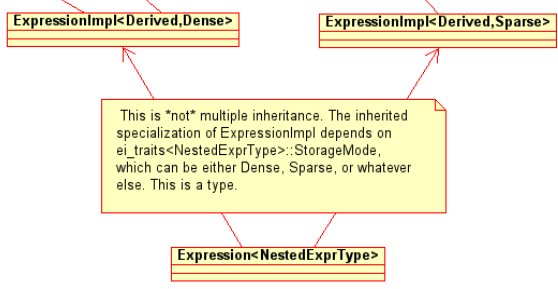 ExpressionImpl<Derived,Dense>
ExpressionImpl<Derived,Sparse>
This is *not* multiple inheritance. The inherited
specialization of ExpressionImpl depends on
ei_traits<NestedExprType>::StorageMode,
which can be either Dense, Sparse, or whatever
else. This is a type.
Expression<NestedExprType>